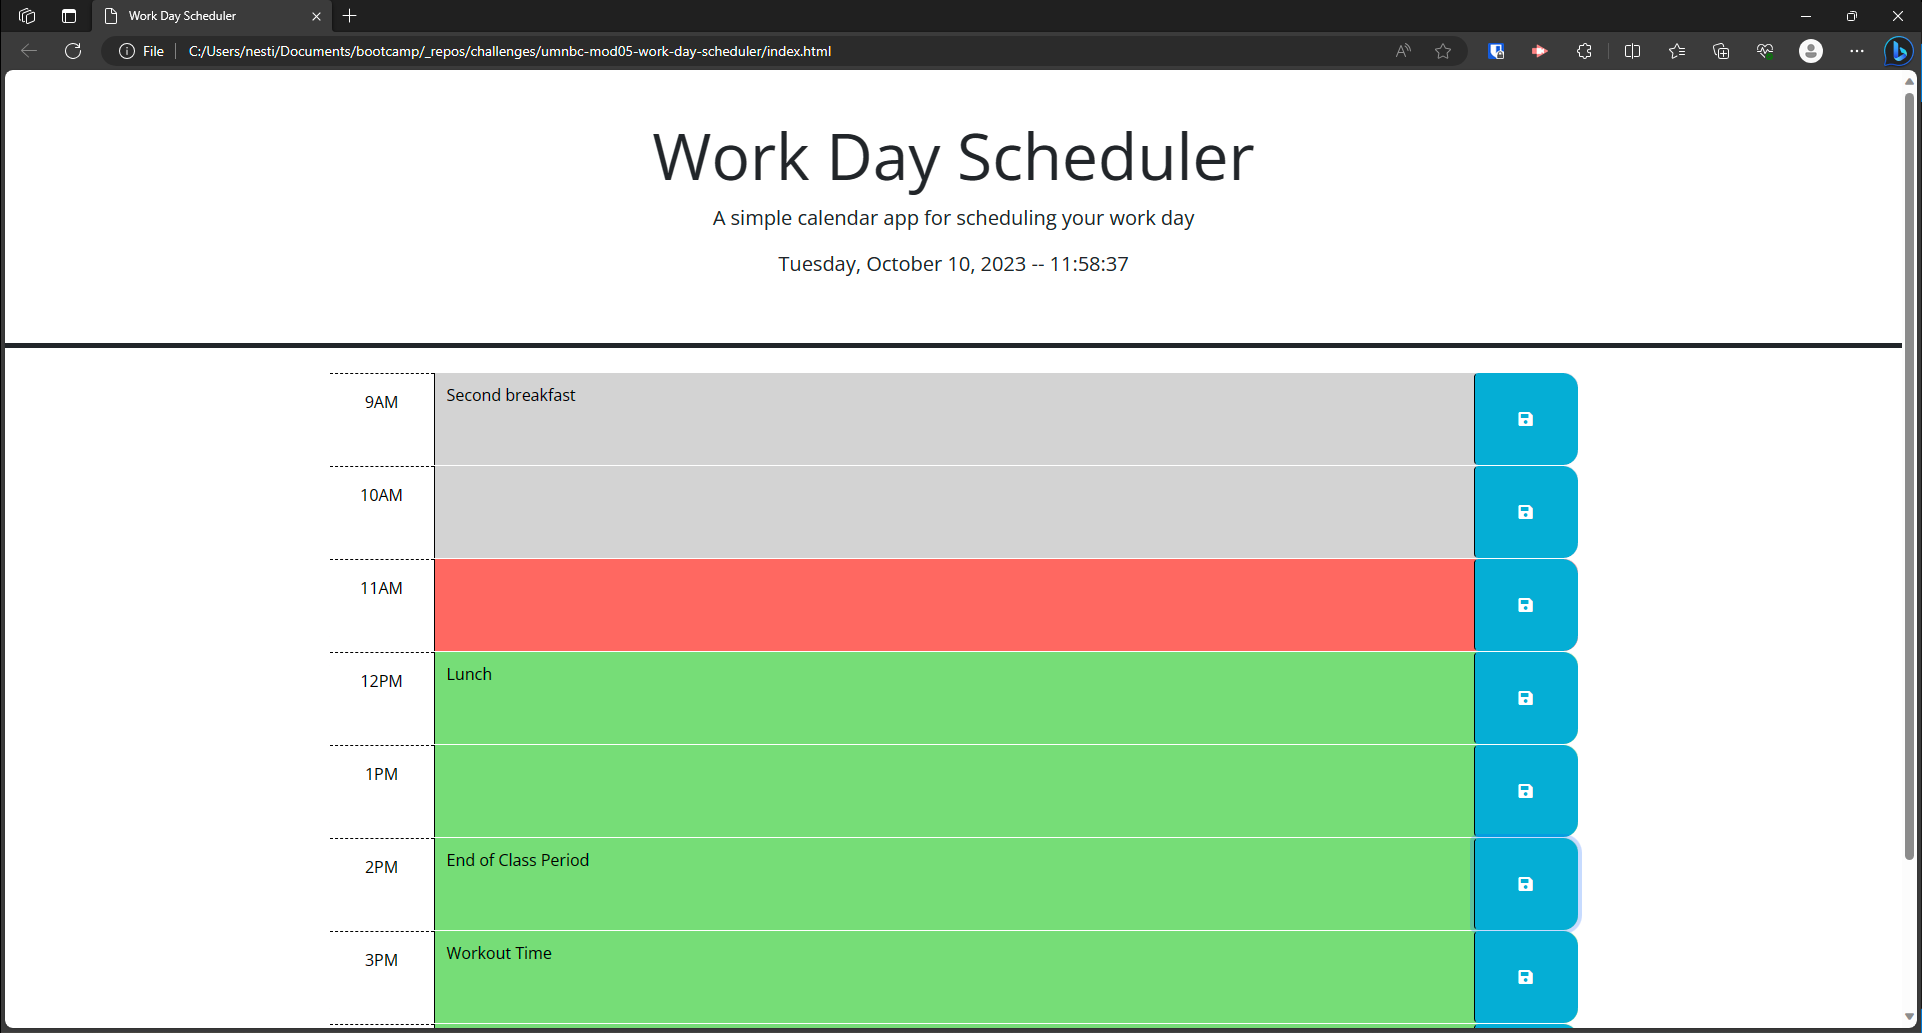 Work Day Scheduler
File
C:/Users/nesti/Documents/bootcamp/_repos/challenges/umnbc-mod05-work-day-scheduler/index.html
Work Day Scheduler
A simple calendar app for scheduling your work day
Tuesday, October 10, 2023 -- 11:58:37
9AM
Second breakfast
10AM
11AM
12PM
Lunch
1PM
2PM
End of Class Period
3PM
Workout Time